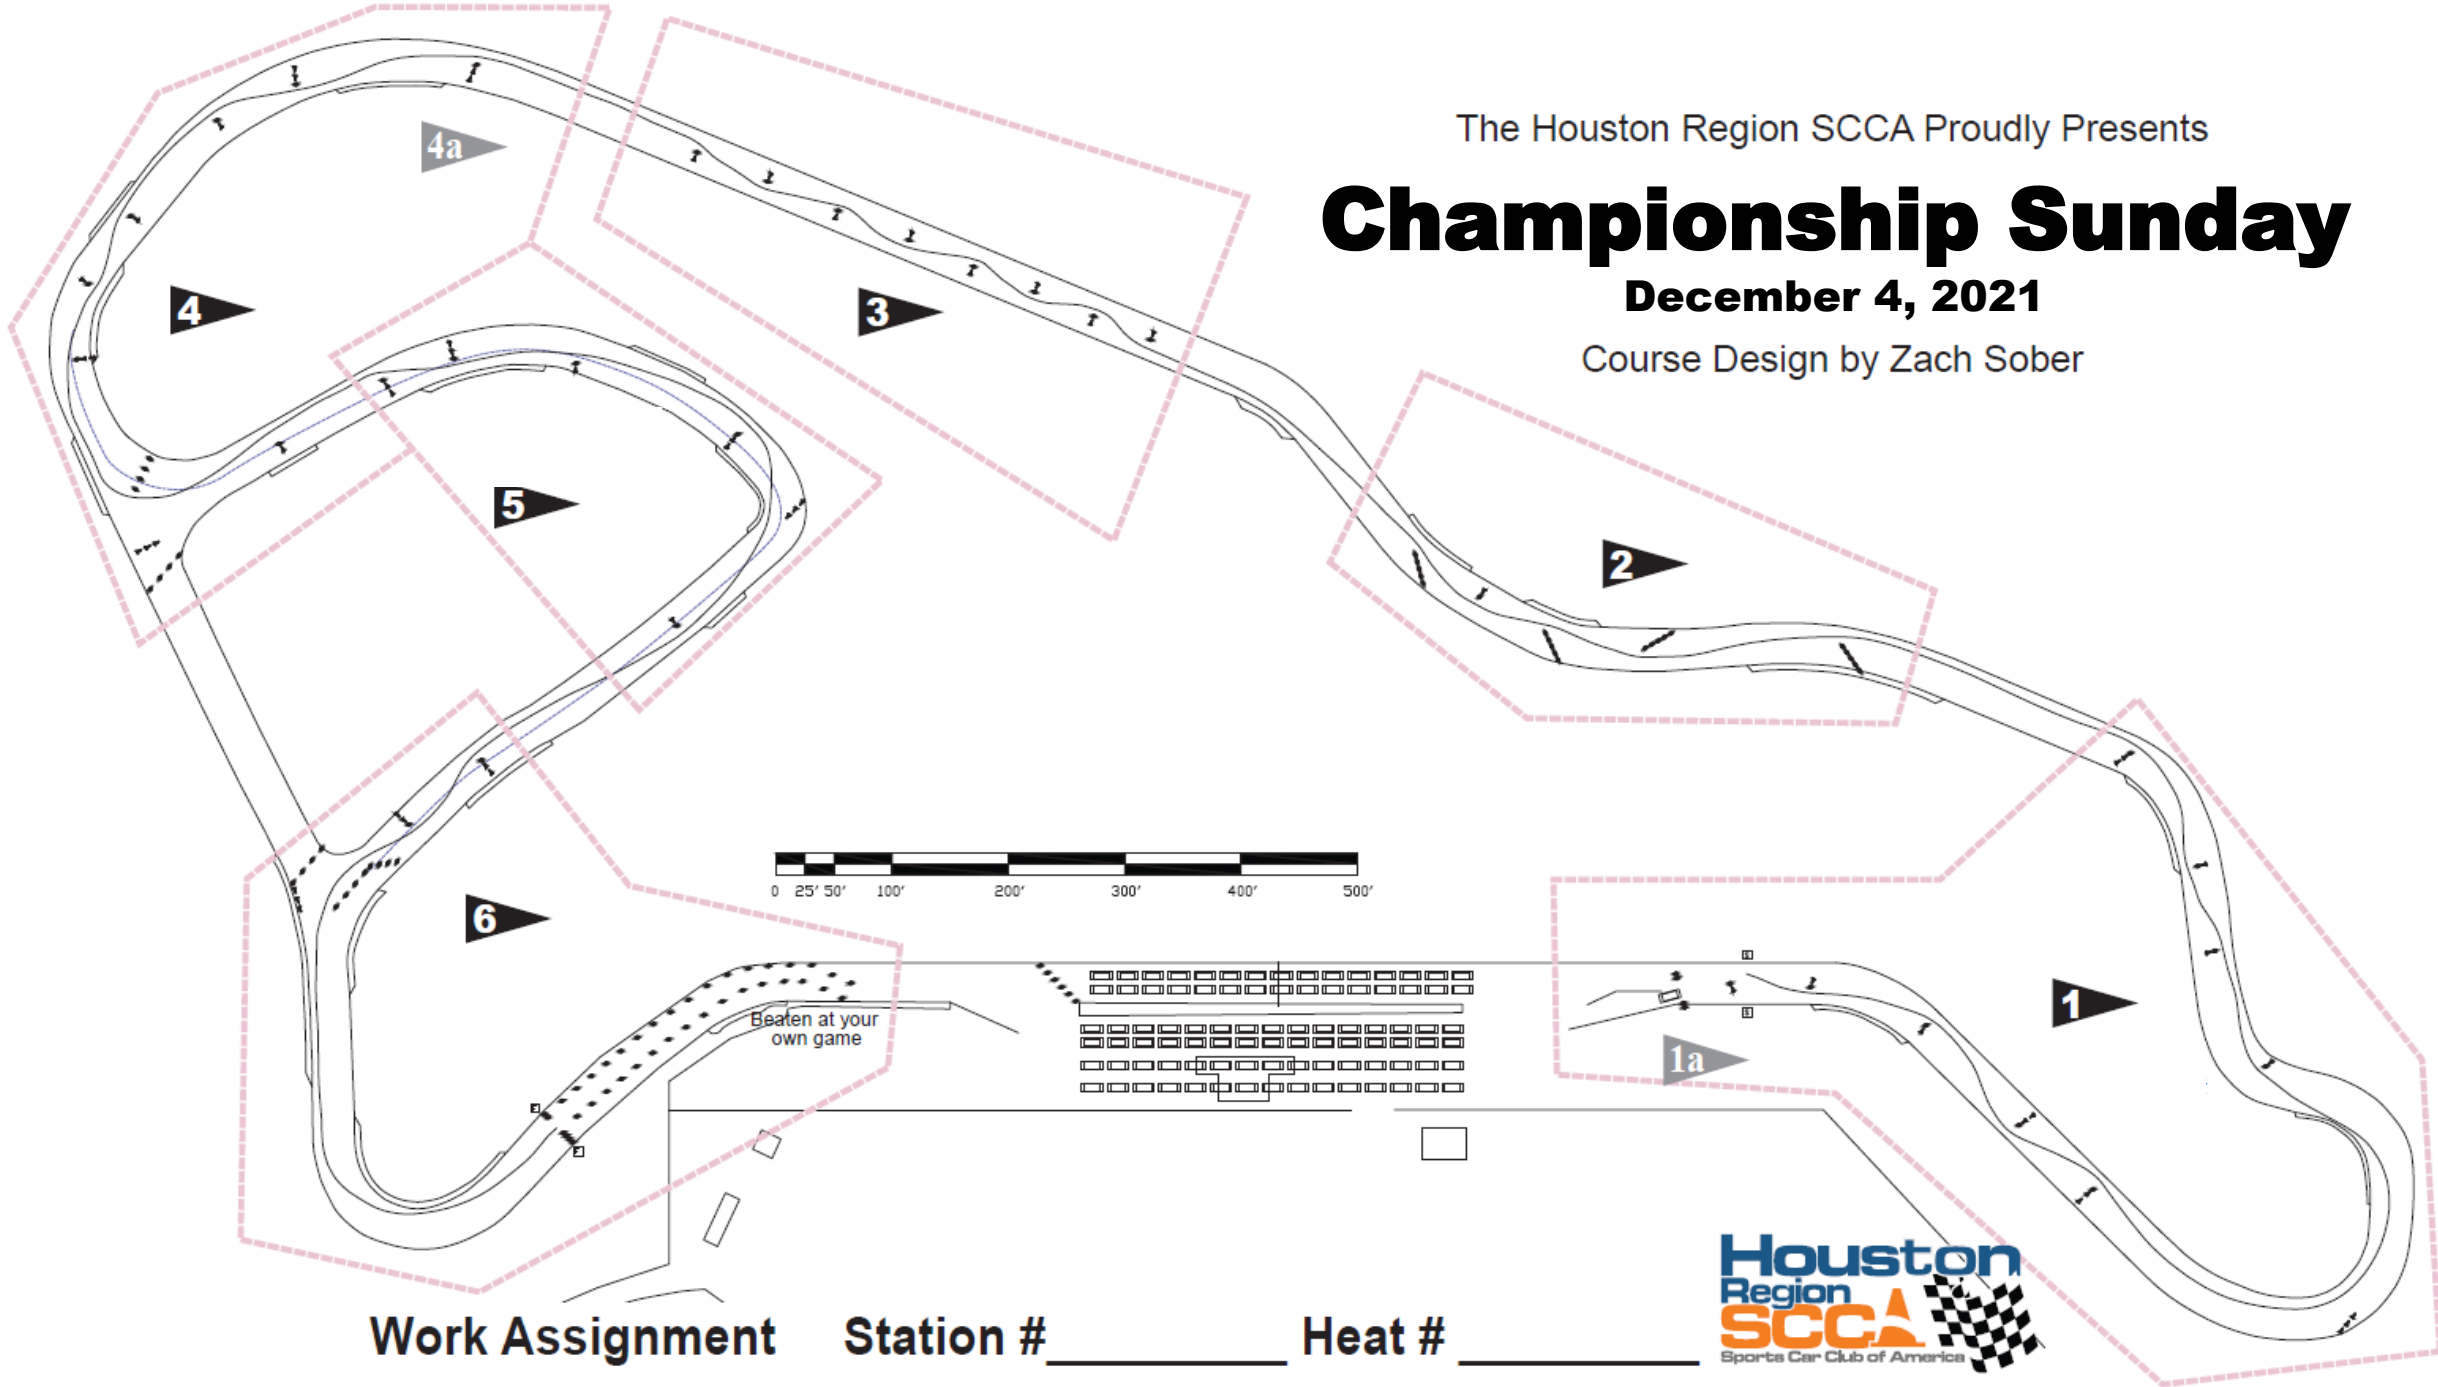 The Houston Region SCCA Proudly Presents
Championship Sunday
December 4, 2021
Course Design by Zach Sober
4a
4
3
5
2
0 25' 50' 100' 200' 300' 400' 500'
6
1
Beaten at your
own game
1a
S
S
F
F
Houston
Region
SCCA
Sports Car Club of America
Work Assignment Station #__________ Heat # __________